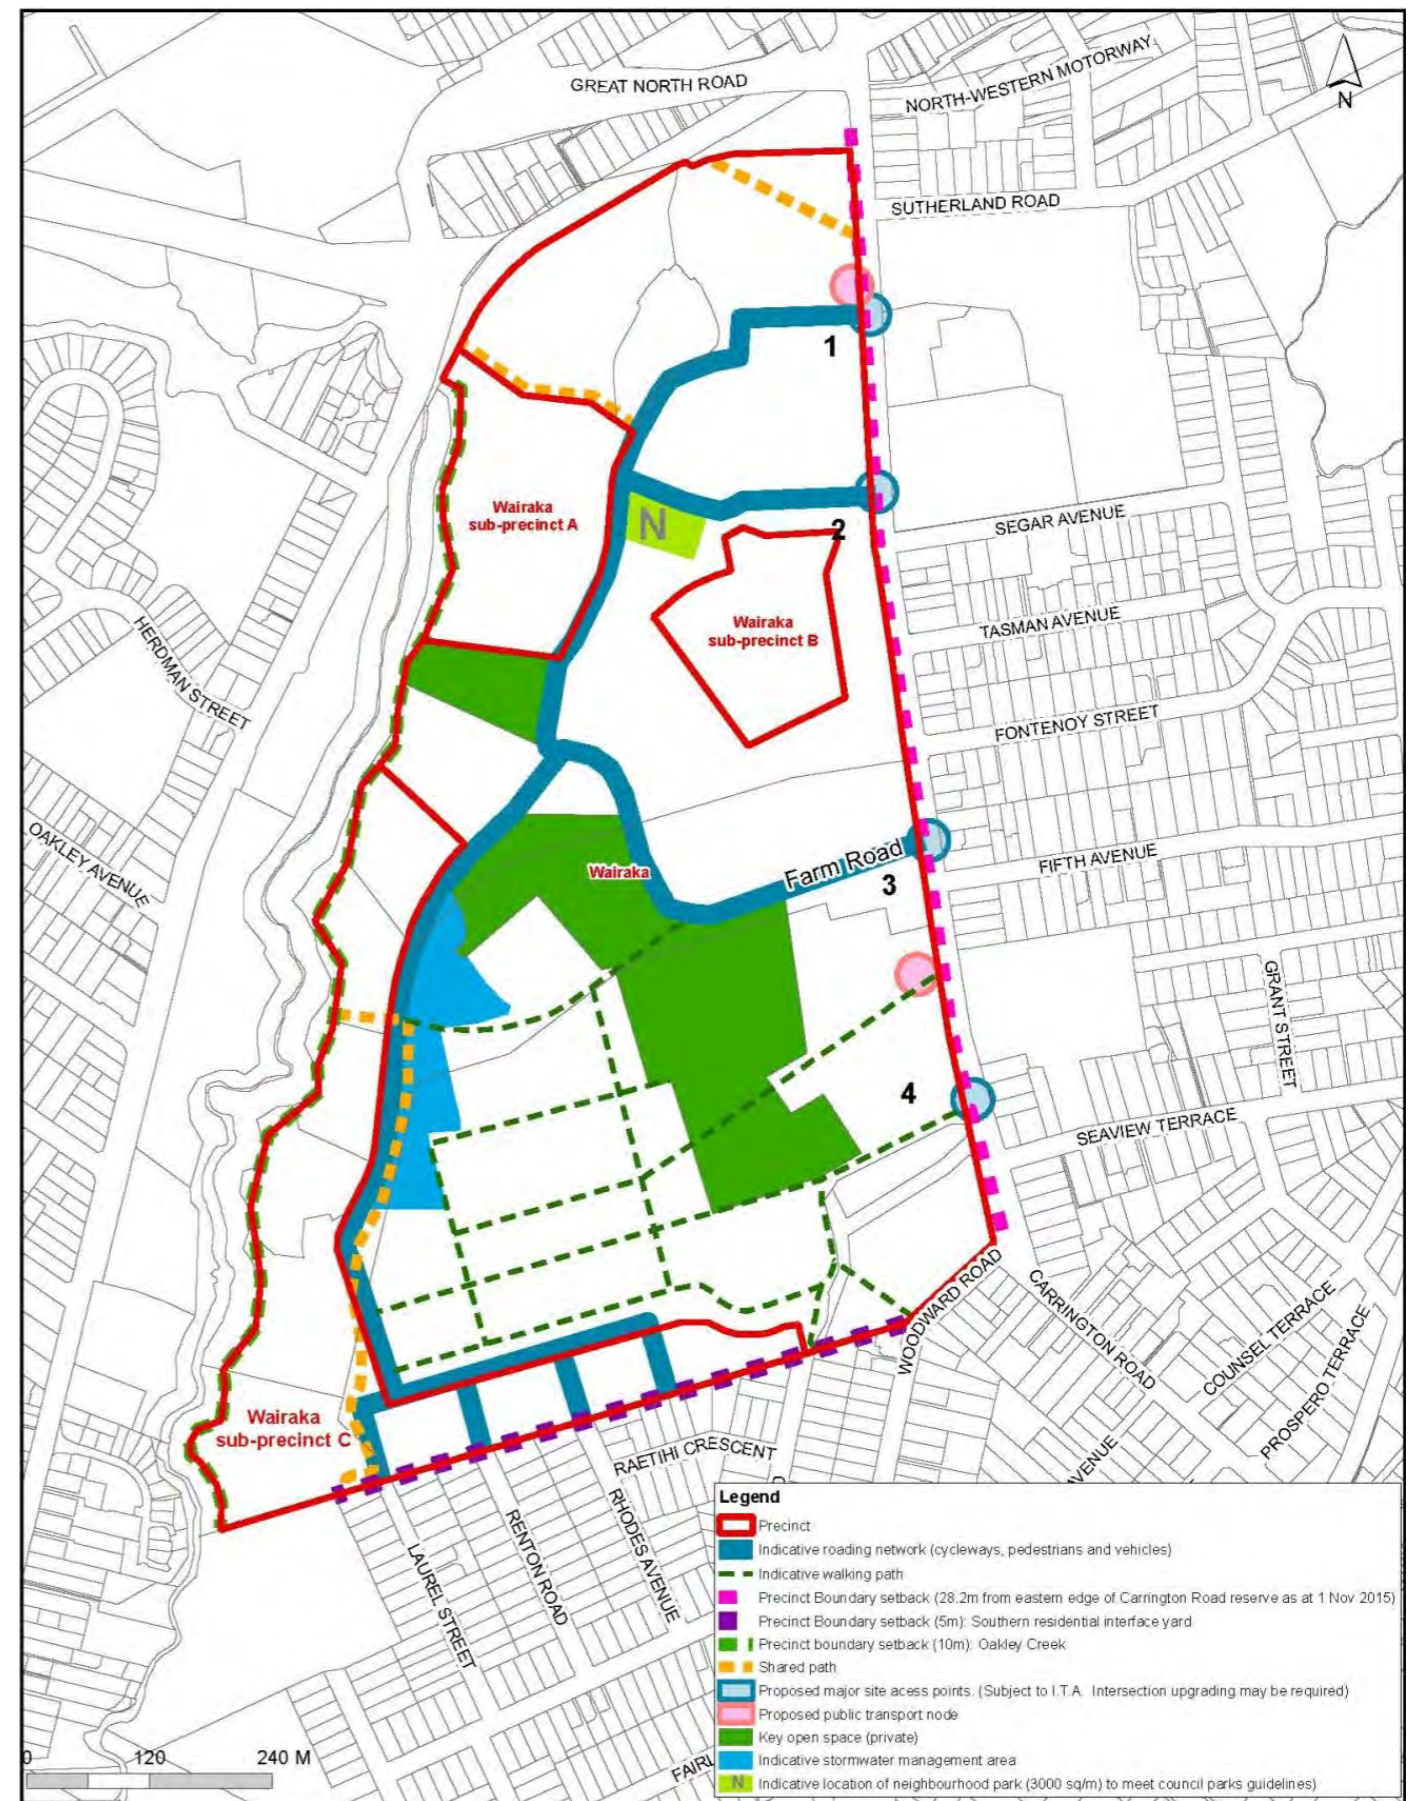 GREAT NORTH ROAD
NORTH-WESTERN MOTORWAY
N
SUTHERLAND ROAD
1
Wairaka
sub-precinct A
N
2
SEGAR AVENUE
TASMAN AVENUE
Wairaka
sub-precinct B
HERDMAN STREET
FONTENOY STREET
OAKLEY AVENUE
Farm Road
FIFTH AVENUE
Wairaka
3
GRANT STREET
4
SEAVIEW TERRACE
WOODWARD ROAD
CARRINGTON ROAD
COUNSEL TERRACE
PROSPERO TERRACE
Wairaka
sub-precinct C
RAETIHI CRESCENT
AVENUE
RHODES AVENUE
RENTON ROAD
LAUREL STREET
FAIRL
0 120 240 M
Legend
Precinct
Indicative roading network (cycleways, pedestrians and vehicles)
Indicative walking path
Precinct Boundary setback (28.2m from eastern edge of Carrington Road reserve as at 1 Nov 2015)
Precinct Boundary setback (5m): Southern residential interface yard
Precinct boundary setback (10m): Oakley Creek
Shared path
Proposed major site acess points. (Subject to I.T.A. Intersection upgrading may be required)
Proposed public transport node
Key open space (private)
Indicative stormwater management area
N Indicative location of neighbourhood park (3000 sq/m) to meet council parks guidelines)